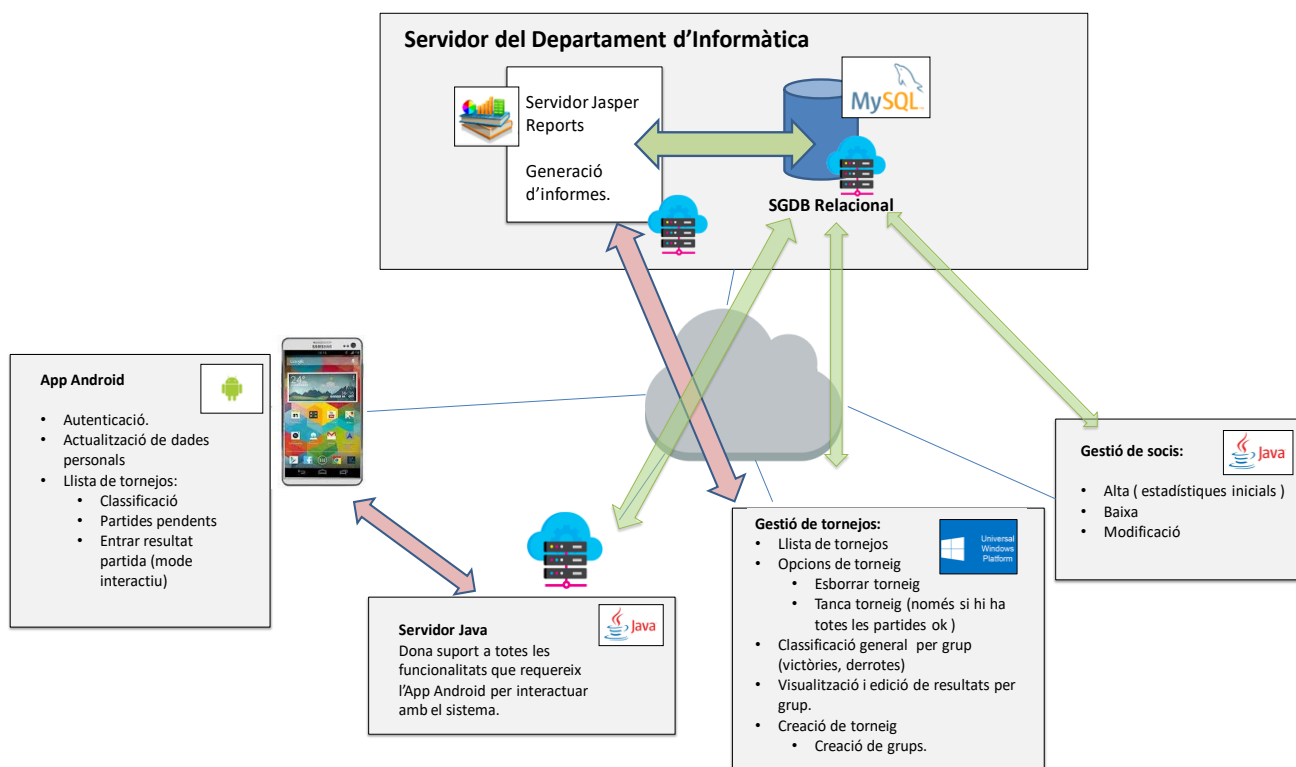 Servidor del Departament d'Informàtica
Servidor Jasper
Reports
Generació
d'informes.
MySQL
SGDB Relacional
App Android
• Autenticació.
• Actualització de dades
personals
• Llista de tornejos:
• Classificació
• Partides pendents
• Entrar resultat
partida (mode
interactiu)
SAMSUNG
Google
24°
Servidor Java
Dona suport a totes les
funcionalitats que requereix
l'App Android per interactuar
amb el sistema.
Java
Gestió de tornejos:
• Llista de tornejos
• Opcions de torneig
• Esborrar torneig
• Tanca torneig (només si hi ha
totes les partides ok )
• Classificació general per grup
(victòries, derrotes)
• Visualització i edició de resultats per
grup.
• Creació de torneig
• Creació de grups.
Universal
Windows
Platform
Gestió de socis:
Java
• Alta ( estadístiques inicials )
• Baixa
• Modificació